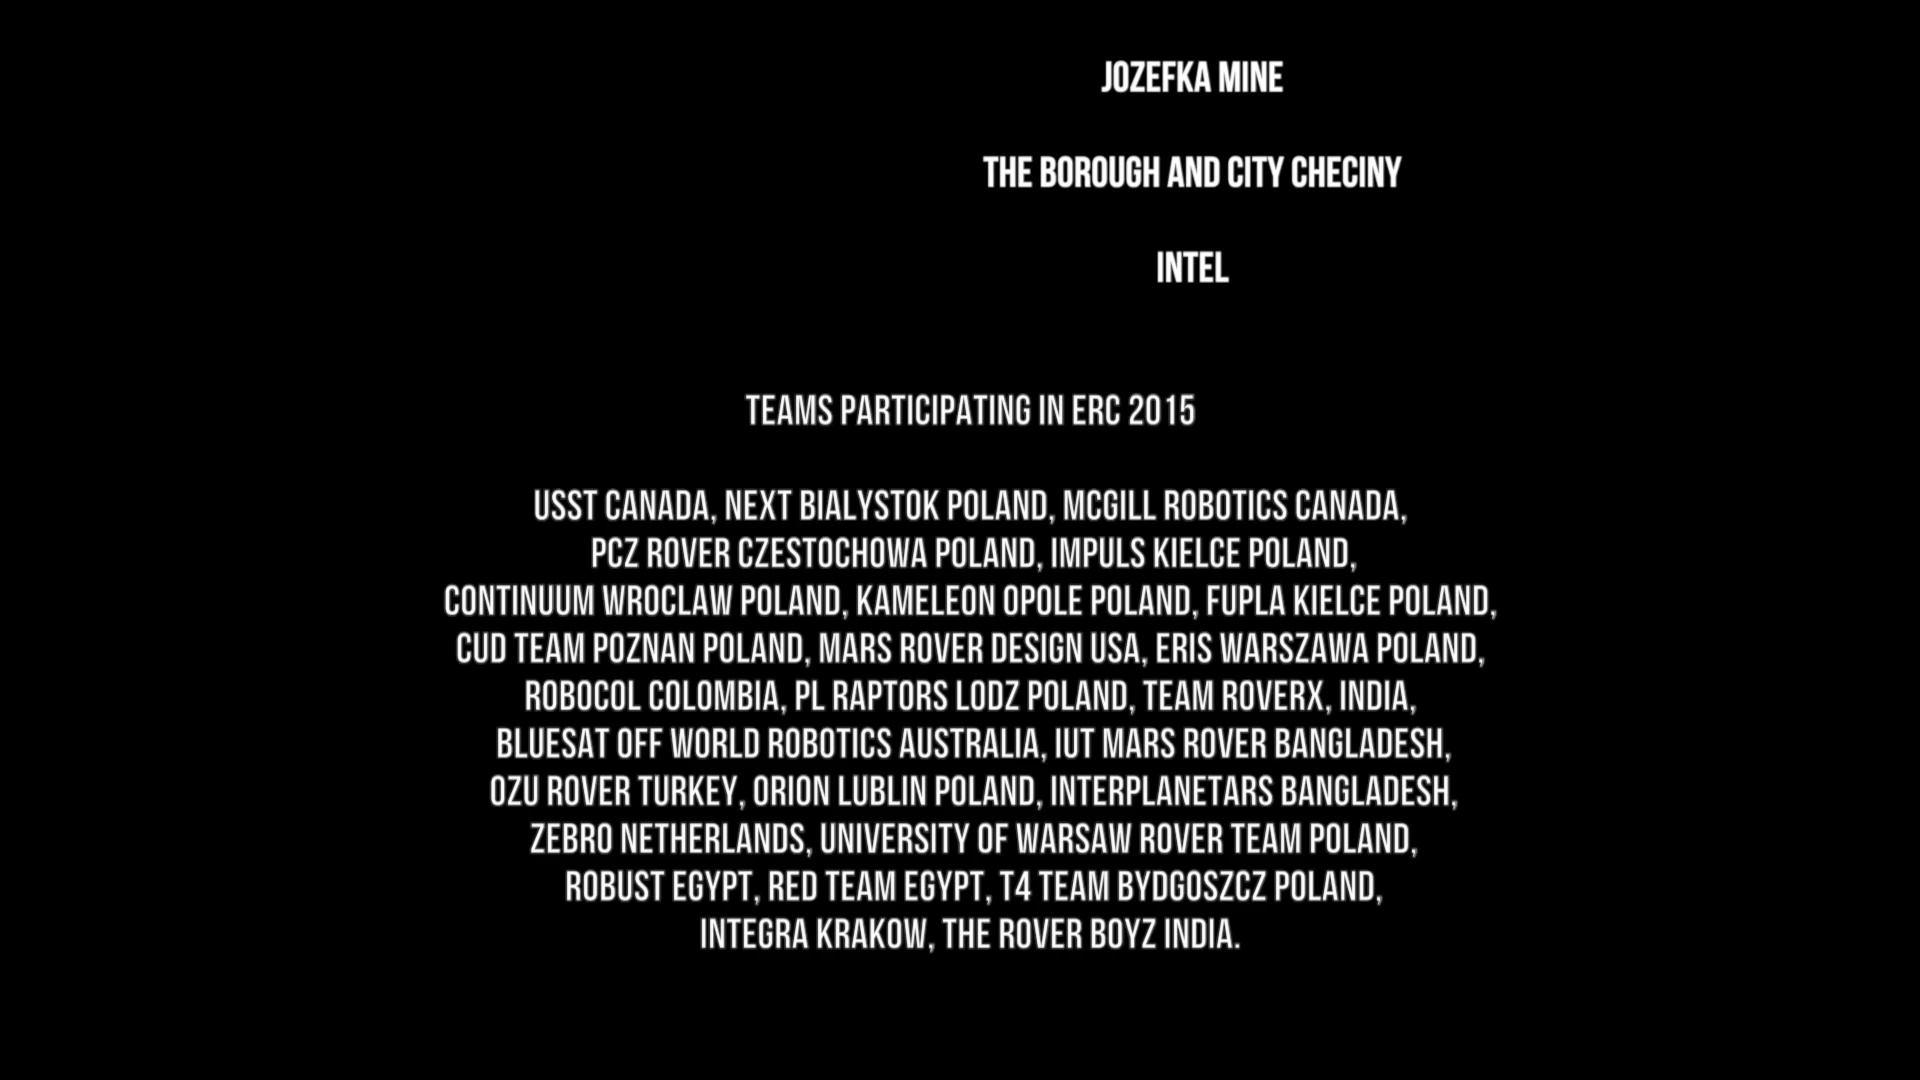 JOZEFKA MINE
THE BOROUGH AND CITY CHECINY
INTEL
TEAMS PARTICIPATING IN ERC 2015
USST CANADA, NEXT BIALYSTOK POLAND, MCGILL ROBOTICS CANADA,
PCZ ROVER CZESTOCHOWA POLAND, IMPULS KIELCE POLAND,
CONTINUUM WROCLAW POLAND, KAMELEON OPOLE POLAND, FUPLA KIELCE POLAND,
CUD TEAM POZNAN POLAND, MARS ROVER DESIGN USA, ERIS WARSZAWA POLAND,
ROBOCOL COLOMBIA, PL RAPTORS LODZ POLAND, TEAM ROVERX, INDIA,
BLUESAT OFF WORLD ROBOTICS AUSTRALIA, IUT MARS ROVER BANGLADESH,
OZU ROVER TURKEY, ORION LUBLIN POLAND, INTERPLANETARS BANGLADESH,
ZEBRO NETHERLANDS, UNIVERSITY OF WARSAW ROVER TEAM POLAND,
ROBUST EGYPT, RED TEAM EGYPT, T4 TEAM BYDGOSZCZ POLAND,
INTEGRA KRAKOW, THE ROVER BOYZ INDIA.